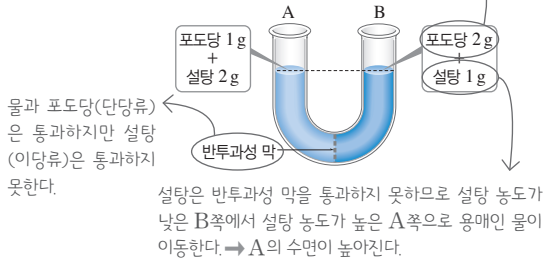 A
B
포도당 1 g
+
설탕 2 g
포도당 2 g
+
설탕 1 g
물과 포도당(단당류)
은 통과하지만 설탕
(이당류)은 통과하지
못한다.
반투과성 막
설탕은 반투과성 막을 통과하지 못하므로 설탕 농도가
낮은 B쪽에서 설탕 농도가 높은 A쪽으로 용매인 물이
이동한다. ➡ A의 수면이 높아진다.